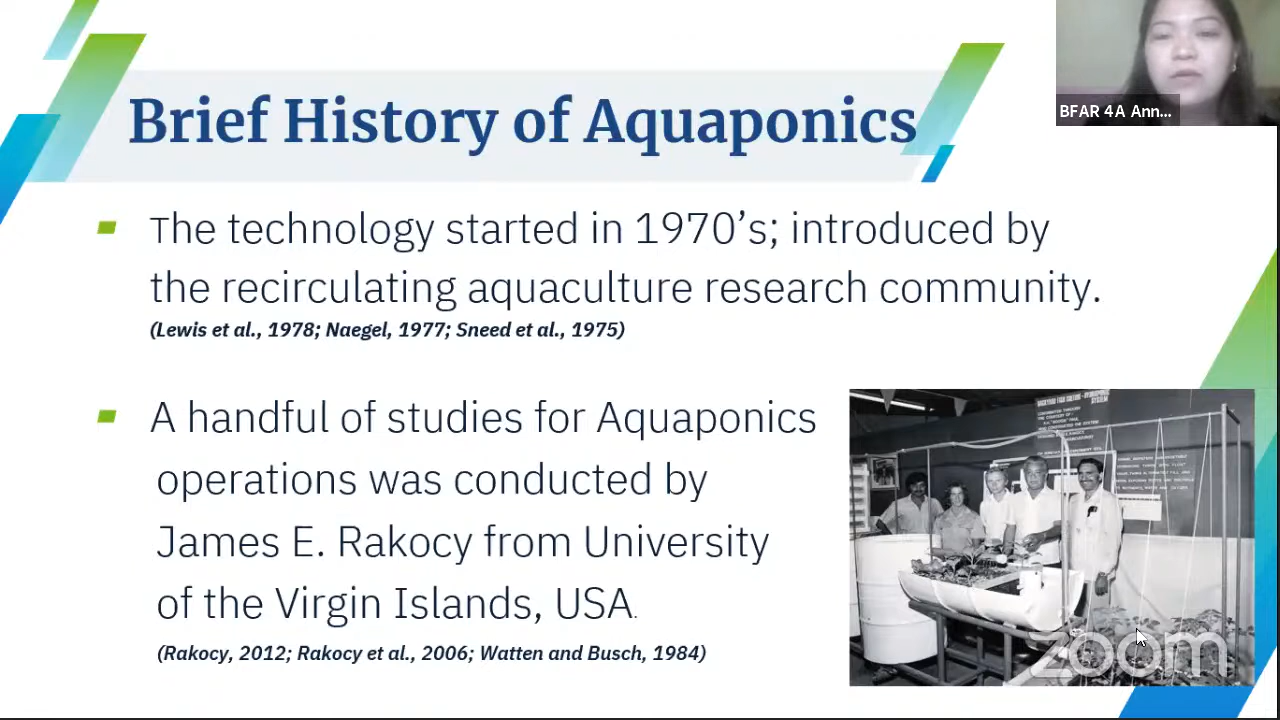 Brief History of Aquaponics
BFAR 4A Ann...
The technology started in 1970's; introduced by
the recirculating aquaculture research community.
(Lewis et al., 1978; Naegel, 1977; Sneed et al., 1975)
A handful of studies for Aquaponics
operations was conducted by
James E. Rakocy from University
of the Virgin Islands, USA.
(Rakocy, 2012; Rakocy et al., 2006; Watten and Busch, 1984)
SYSTEM
zoom